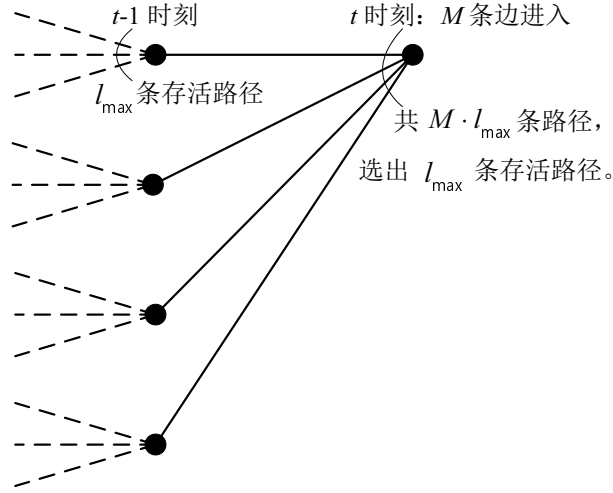 t-1 时刻
t 时刻：M 条边进入
l_max 条存活路径
共 M · l_max 条路径，
选出 l_max 条存活路径。